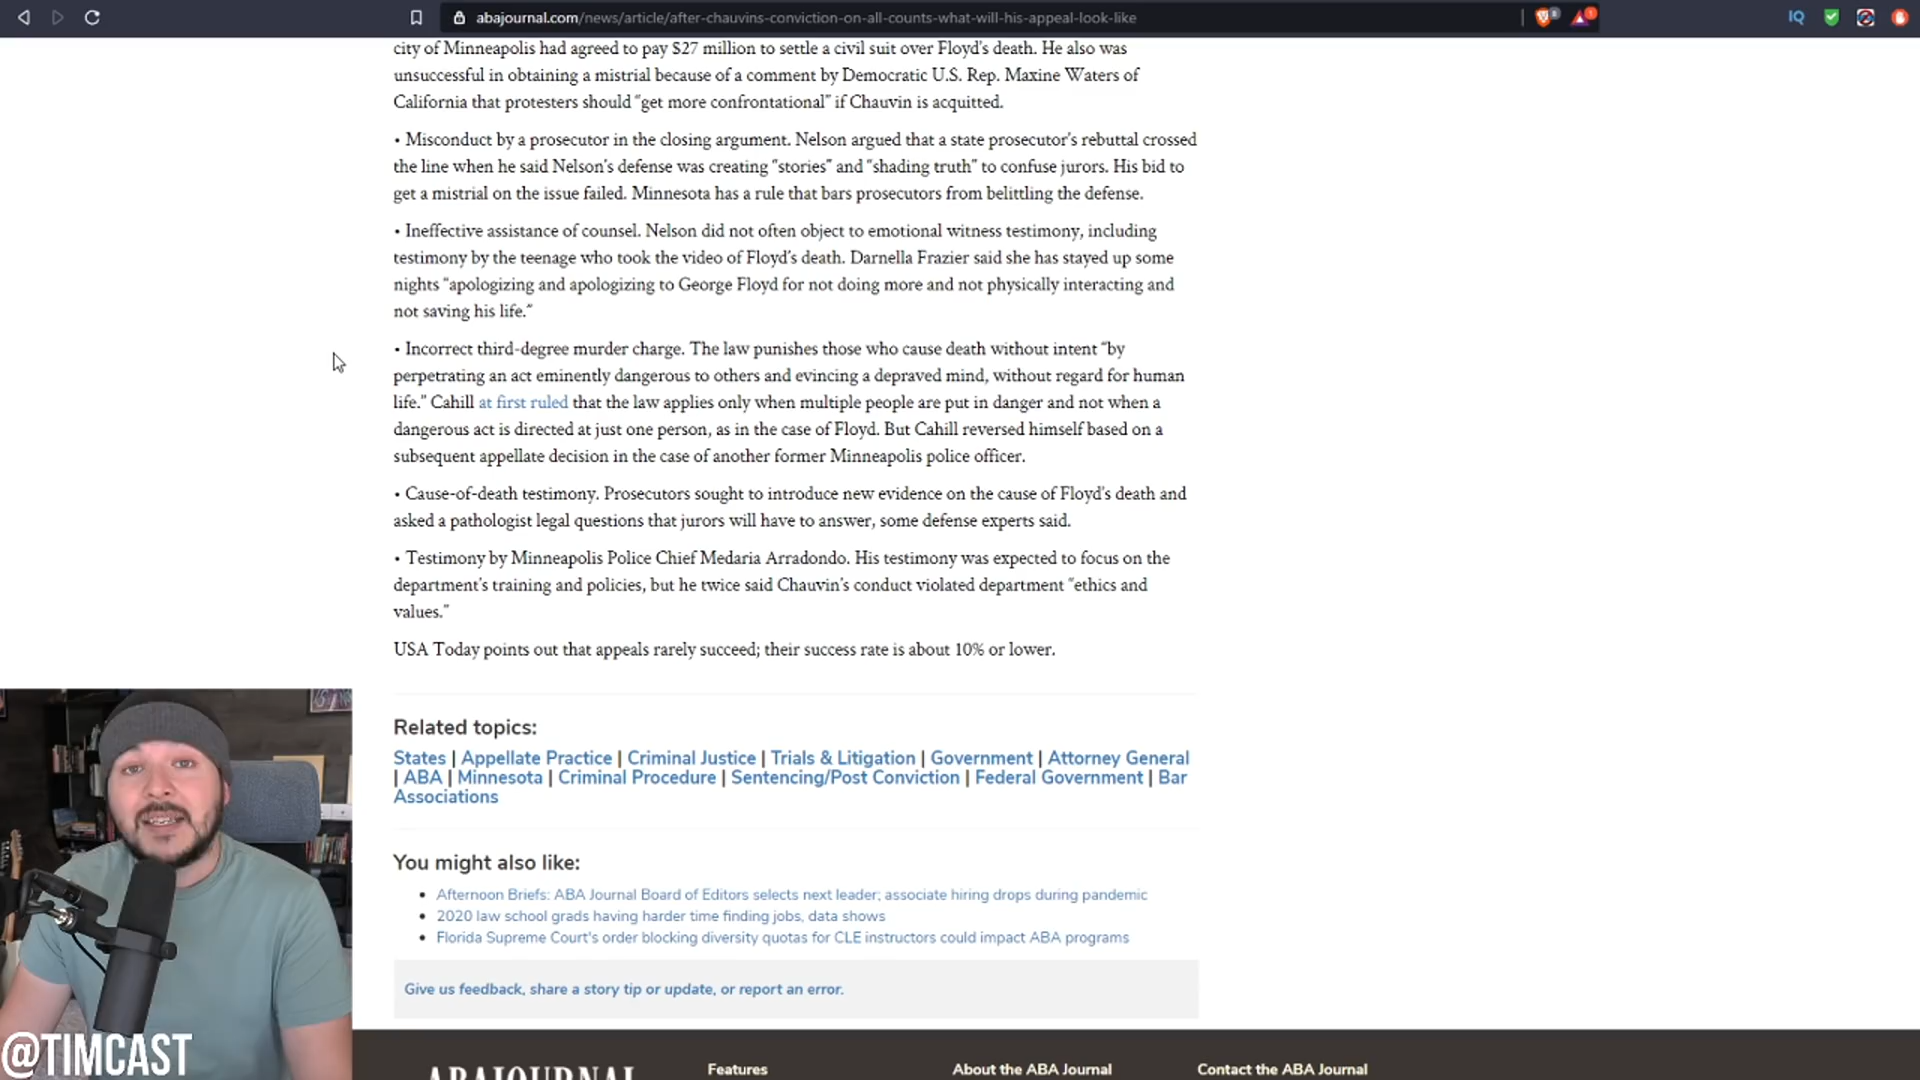 abajournal.com/news/article/after-chauvins-conviction-on-all-counts-what-will-his-appeal-look-like
IQ
city of Minneapolis had agreed to pay $27 million to settle a civil suit over Floyd's death. He also was
unsuccessful in obtaining a mistrial because of a comment by Democratic U.S. Rep. Maxine Waters of
California that protesters should “get more confrontational” if Chauvin is acquitted.
• Misconduct by a prosecutor in the closing argument. Nelson argued that a state prosecutor's rebuttal crossed
the line when he said Nelson's defense was creating “stories” and “shading truth” to confuse jurors. His bid to
get a mistrial on the issue failed. Minnesota has a rule that bars prosecutors from belittling the defense.
• Ineffective assistance of counsel. Nelson did not often object to emotional witness testimony, including
testimony by the teenage who took the video of Floyd's death. Darnella Frazier said she has stayed up some
nights “apologizing and apologizing to George Floyd for not doing more and not physically interacting and
not saving his life.”
• Incorrect third-degree murder charge. The law punishes those who cause death without intent “by
perpetrating an act eminently dangerous to others and evincing a depraved mind, without regard for human
life.” Cahill at first ruled that the law applies only when multiple people are put in danger and not when a
dangerous act is directed at just one person, as in the case of Floyd. But Cahill reversed himself based on a
subsequent appellate decision in the case of another former Minneapolis police officer.
• Cause-of-death testimony. Prosecutors sought to introduce new evidence on the cause of Floyd's death and
asked a pathologist legal questions that jurors will have to answer, some defense experts said.
• Testimony by Minneapolis Police Chief Medaria Arradondo. His testimony was expected to focus on the
department's training and policies, but he twice said Chauvin's conduct violated department “ethics and
values.”
USA Today points out that appeals rarely succeed; their success rate is about 10% or lower.
Related topics:
States | Appellate Practice | Criminal Justice | Trials & Litigation | Government | Attorney General
| ABA | Minnesota | Criminal Procedure | Sentencing/Post Conviction | Federal Government | Bar
Associations
You might also like:
• Afternoon Briefs: ABA Journal Board of Editors selects next leader; associate hiring drops during pandemic
• 2020 law school grads having harder time finding jobs, data shows
• Florida Supreme Court's order blocking diversity quotas for CLE instructors could impact ABA programs
Give us feedback, share a story tip or update, or report an error.
@TIMCAST
ABAJOURNAL
Features
About the ABA Journal
Contact the ABA Journal